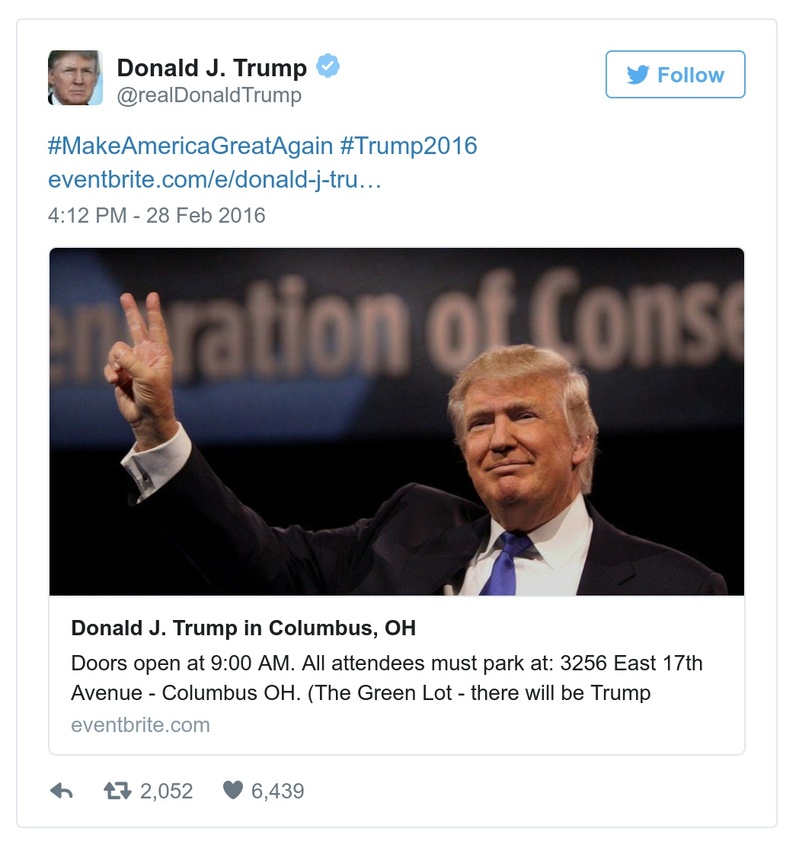 Donald J. Trump
@realDonaldTrump
Follow
#MakeAmericaGreatAgain #Trump2016
eventbrite.com/e/donald-j-tru…
4:12 PM - 28 Feb 2016
eneration of Conse
Donald J. Trump in Columbus, OH
Doors open at 9:00 AM. All attendees must park at: 3256 East 17th
Avenue - Columbus OH. (The Green Lot - there will be Trump
eventbrite.com
2,052 6,439